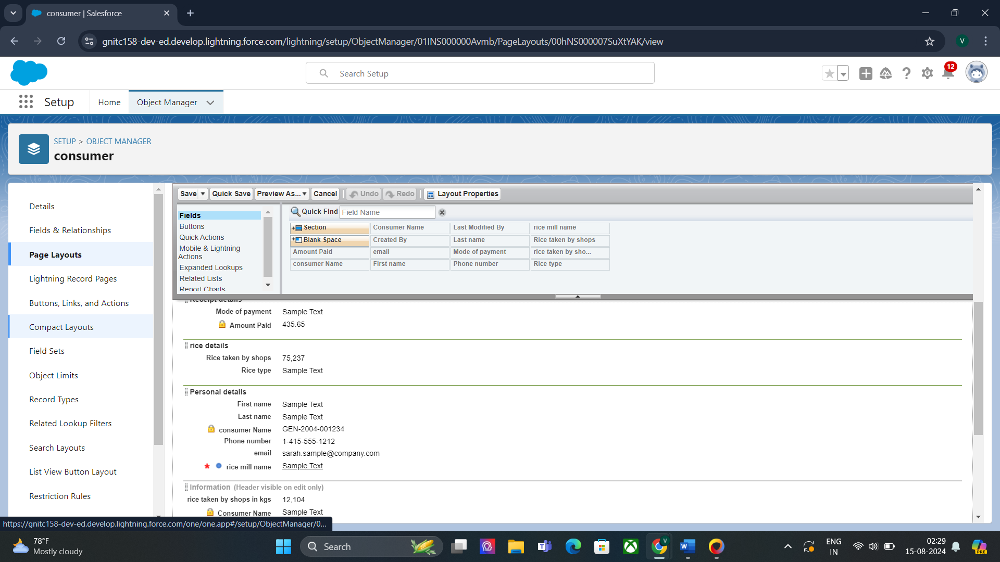 consumer | Salesforce
gnitc158-dev-ed.develop.lightning.force.com/lightning/setup/ObjectManager/01INS000000Avmb/PageLayouts/00hNS000007SuXtYAK/view
V
Search Setup
12
Setup
Home
Object Manager
SETUP > OBJECT MANAGER
consumer
Details
Fields & Relationships
Page Layouts
Lightning Record Pages
Buttons, Links, and Actions
Compact Layouts
Field Sets
Object Limits
Record Types
Related Lookup Filters
Search Layouts
List View Button Layout
Restriction Rules
Save
Quick Save
Preview As...
Cancel
Undo
Redo
Layout Properties
Fields
Buttons
Quick Actions
Mobile & Lightning
Actions
Expanded Lookups
Related Lists
Report Charts
Quick Find
Field Name
Section Consumer Name Last Modified By rice mill name
Blank Space Created By Last name Rice taken by shops
Amount Paid email Mode of payment rice taken by sho...
consumer Name First name Phone number Rice type
Receipt details
Mode of payment Sample Text
Amount Paid 435.65
rice details
Rice taken by shops 75,237
Rice type Sample Text
Personal details
First name Sample Text
Last name Sample Text
consumer Name GEN-2004-001234
Phone number 1-415-555-1212
email sarah.sample@company.com
* rice mill name Sample Text
Information (Header visible on edit only)
rice taken by shops in kgs 12,104
Consumer Name Sample Text
https://gnitc158-dev-ed.develop.lightning.force.com/one/one.app#/setup/ObjectManager/0...
78°F
Mostly cloudy
Search
V
ENG
IN
02:29
15-08-2024
PRE